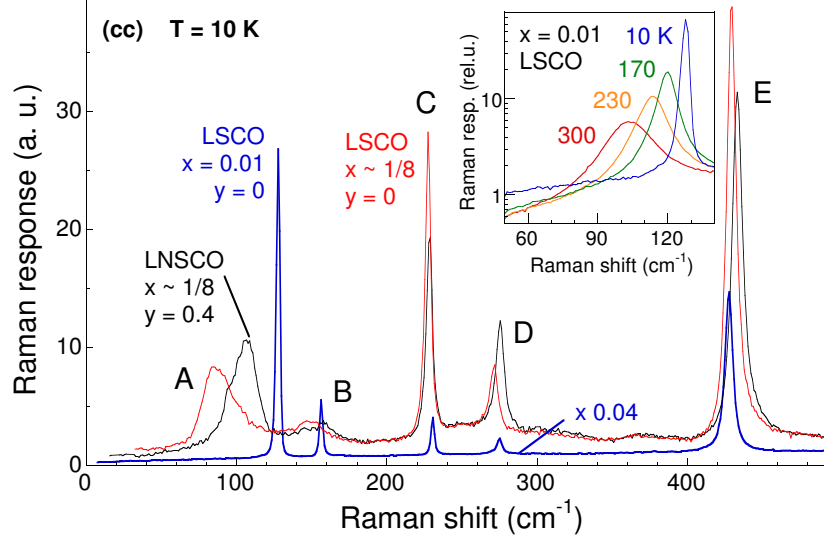 (cc) T = 10 K
Raman response (a. u.)
30
20
10
0
0
100
200
300
400
Raman shift (cm-1)
LSCO
x = 0.01
y = 0
LSCO
x ~ 1/8
y = 0
LNSCO
x ~ 1/8
y = 0.4
A
B
C
D
E
x 0.04
x = 0.01
LSCO
10 K
170
230
300
Raman resp. (rel.u.)
10
1
60
90
120
Raman shift (cm-1)